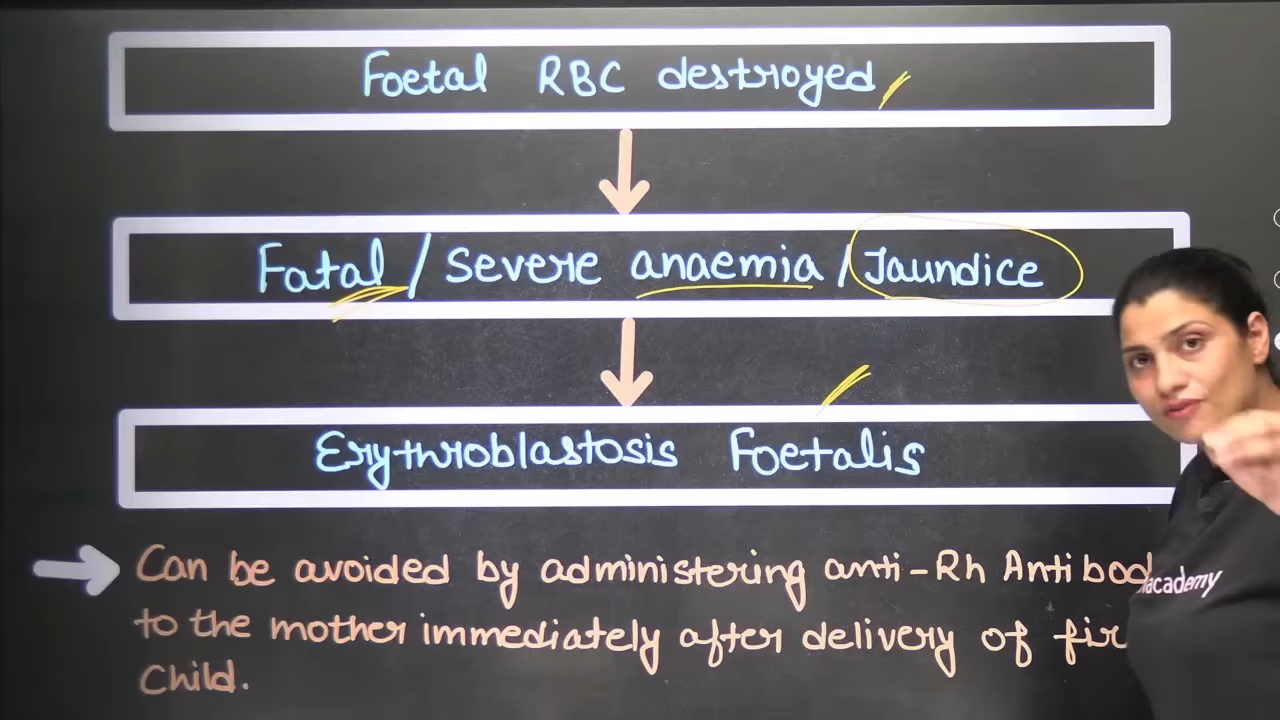 Foetal RBC destroyed
Fatal / Severe anaemia / Jaundice
Erythroblastosis Foetalis
Can be avoided by administering anti-Rh
to the mother immediately after delivery of
Child.
academy